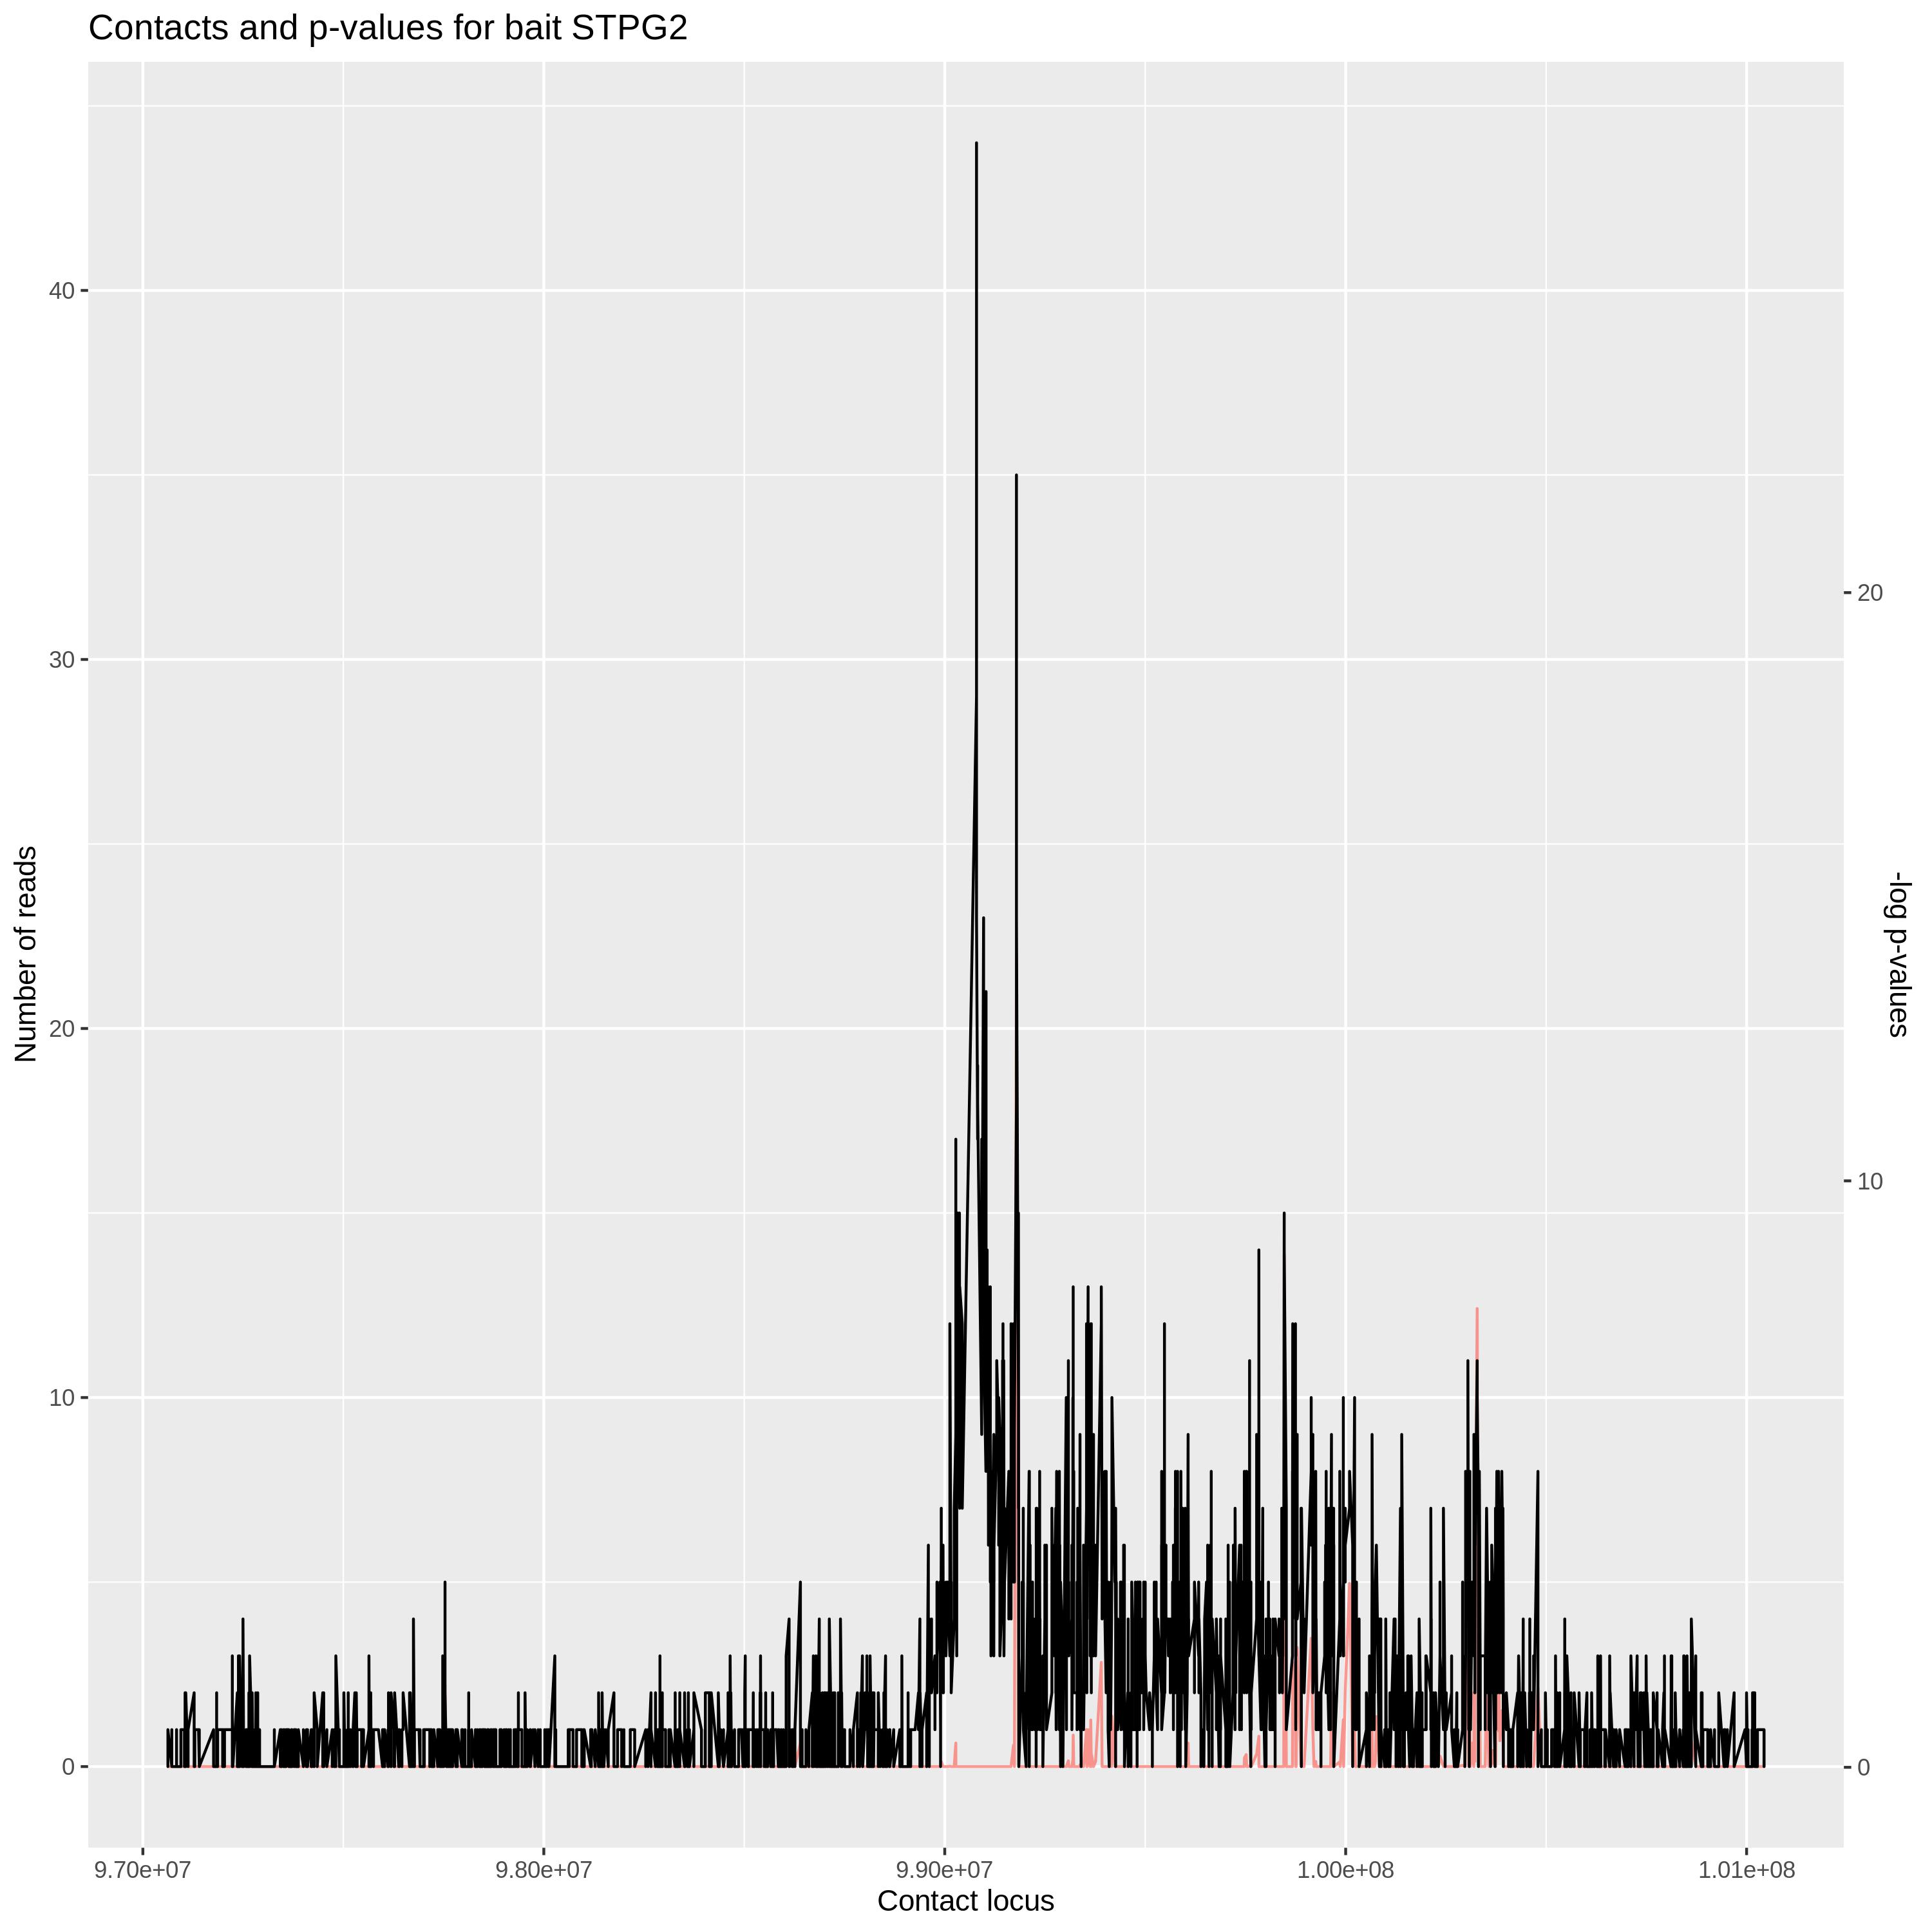 Contacts and p-values for bait STPG2
Number of reads
40
30
20
10
0
20
10
0
-log p-values
9.70e+07
9.80e+07
9.90e+07
1.00e+08
1.01e+08
Contact locus